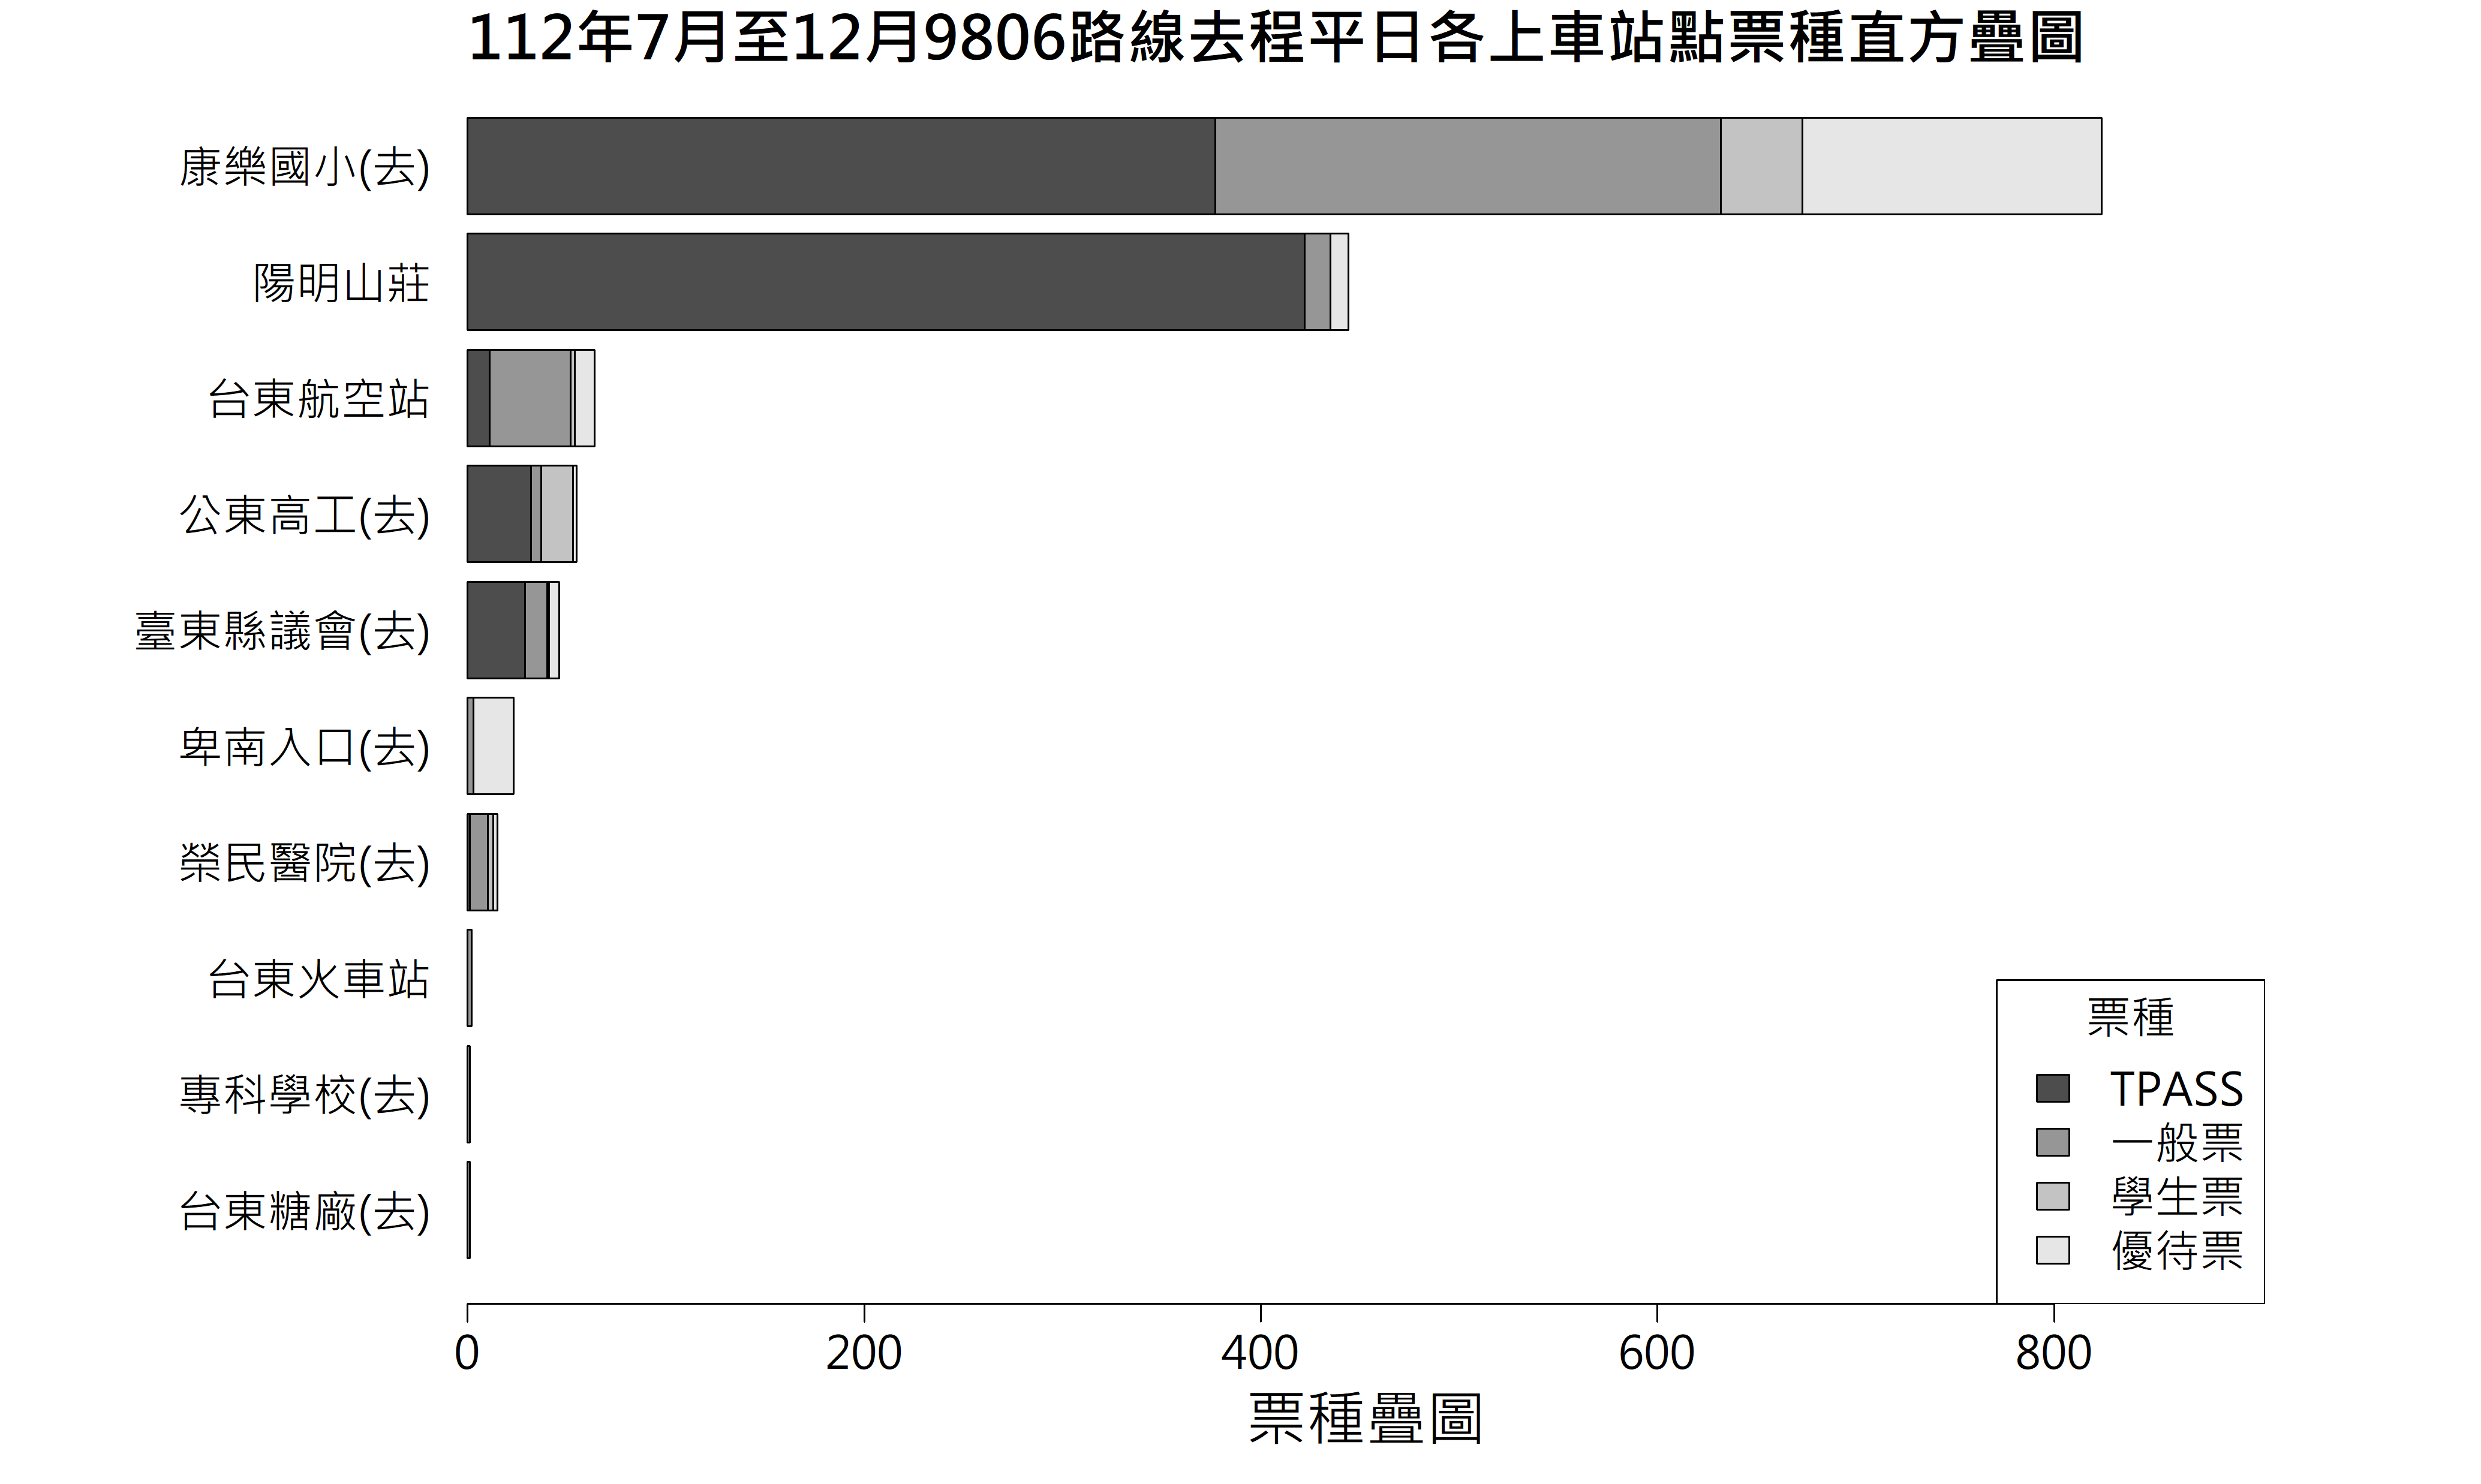 112年7月至12月9806路線去程平日各上車站點票種直方疊圖
康樂國小(去)
陽明山莊
台東航空站
公東高工(去)
臺東縣議會(去)
卑南入口(去)
榮民醫院(去)
台東火車站
專科學校(去)
台東糖廠(去)
票種
TPASS
一般票
學生票
優待票
0 200 400 600 800
票種疊圖